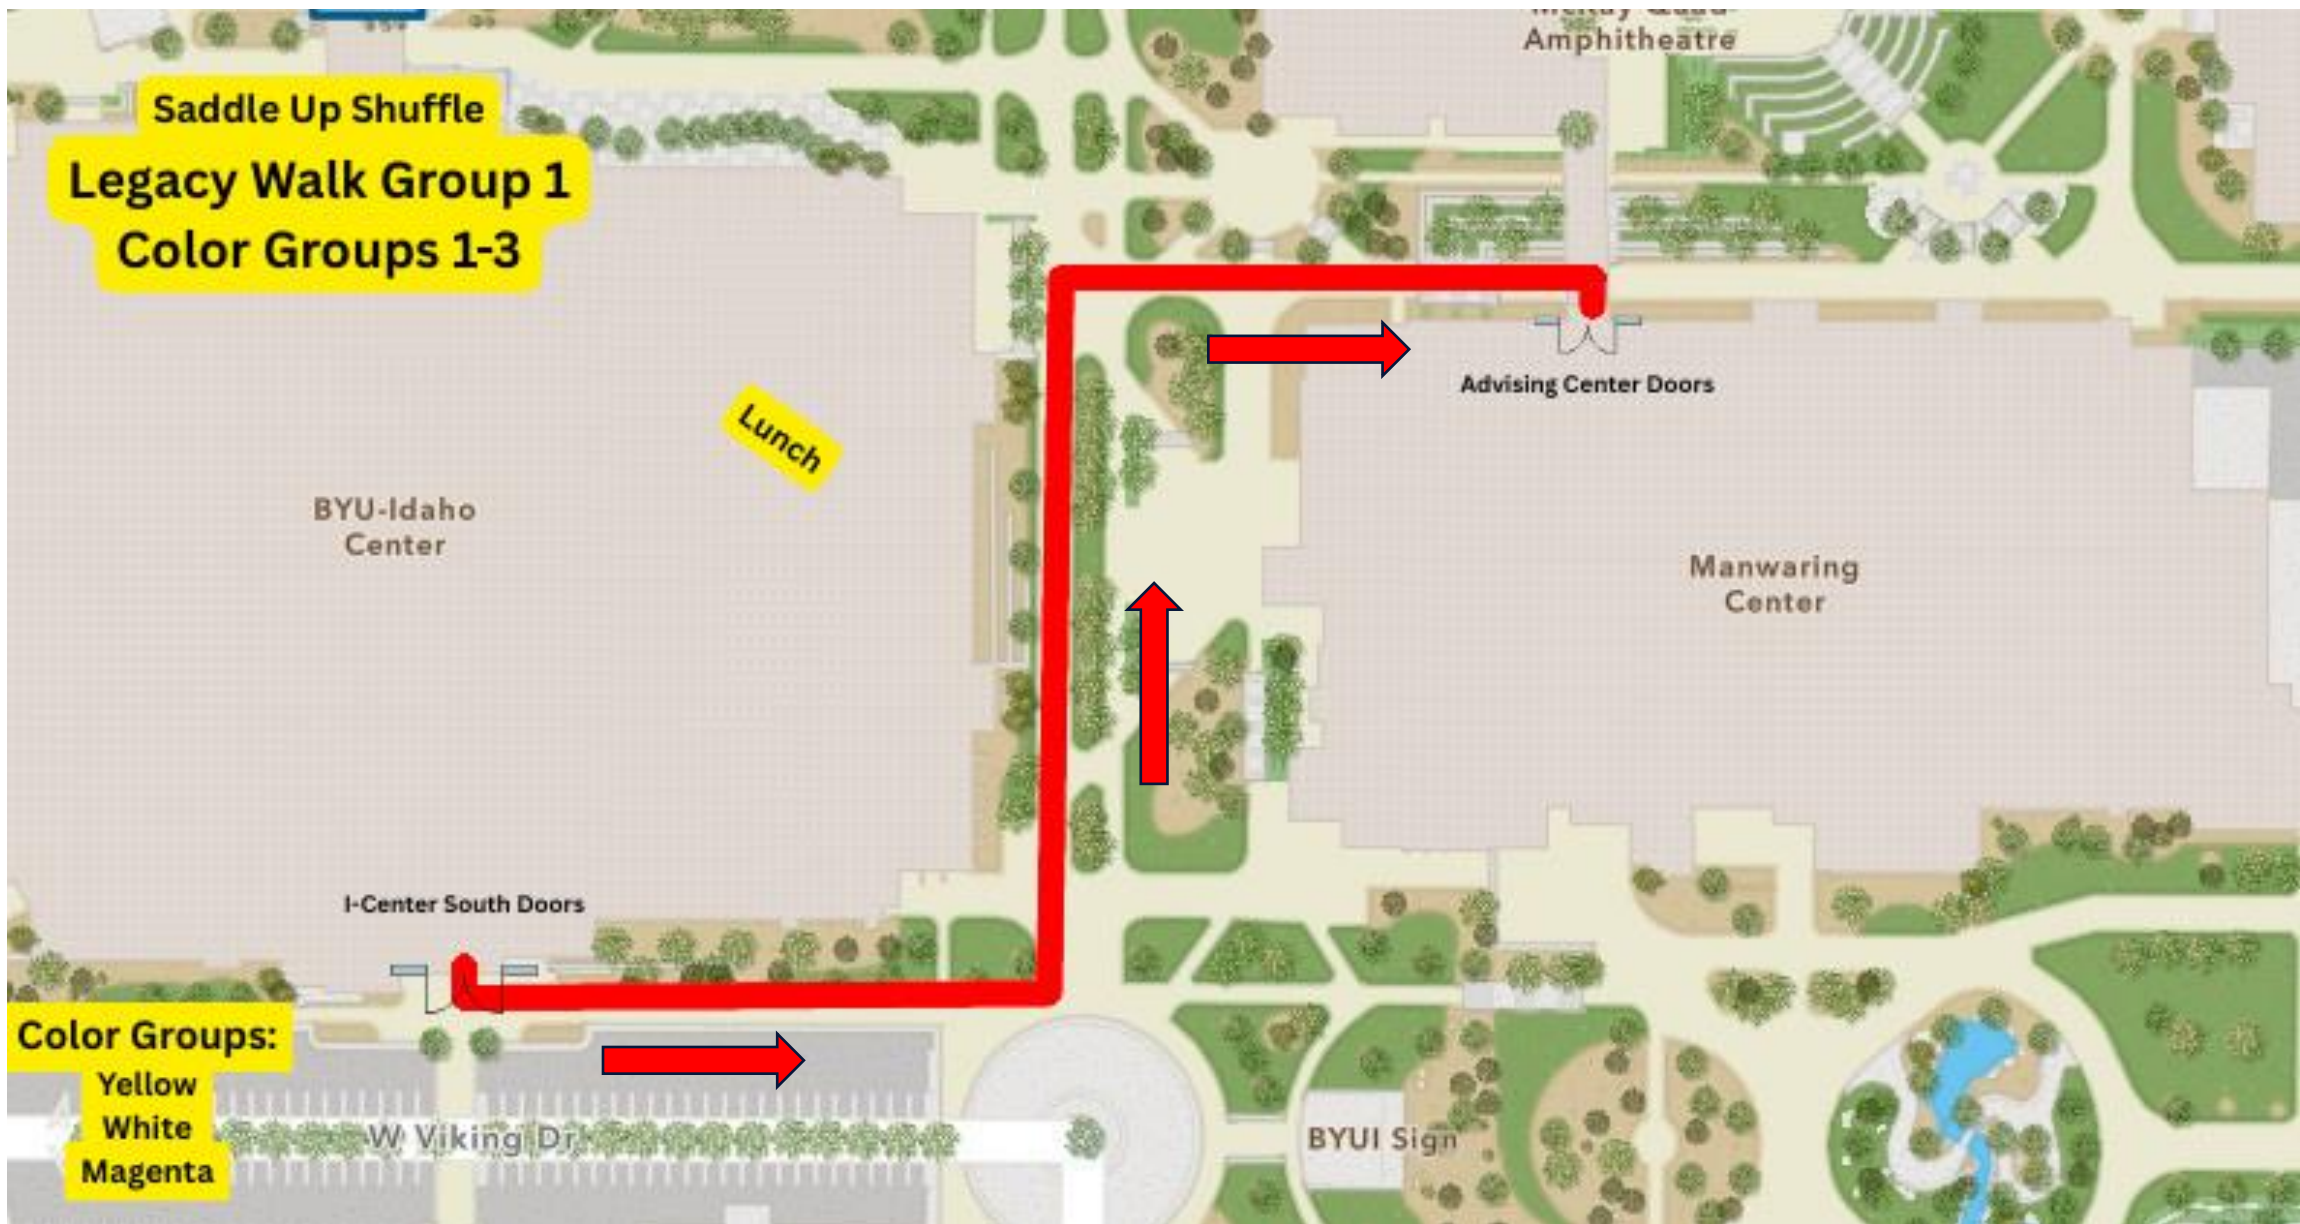 Amphitheatre
Saddle Up Shuffle
Legacy Walk Group 1
Color Groups 1-3
Advising Center Doors
Lunch
BYU-Idaho
Center
Manwaring
Center
I-Center South Doors
Color Groups:
Yellow
White
Magenta
W Viking Dr
BYUI Sign